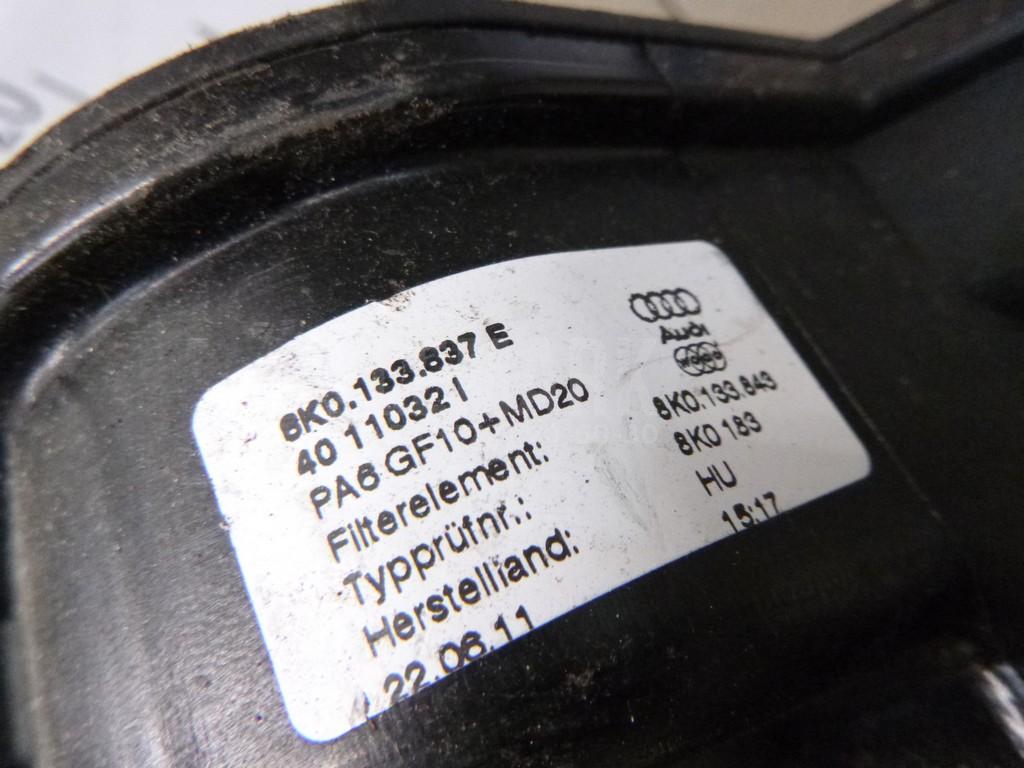 Audi
8K0.133.837 E
40 11032 I
PA6 GF10+MD20
Filterelement: 8K0.133.843
Typprüfnr.: 8K0 183
Herstelland: HU
22.06.11 15:17